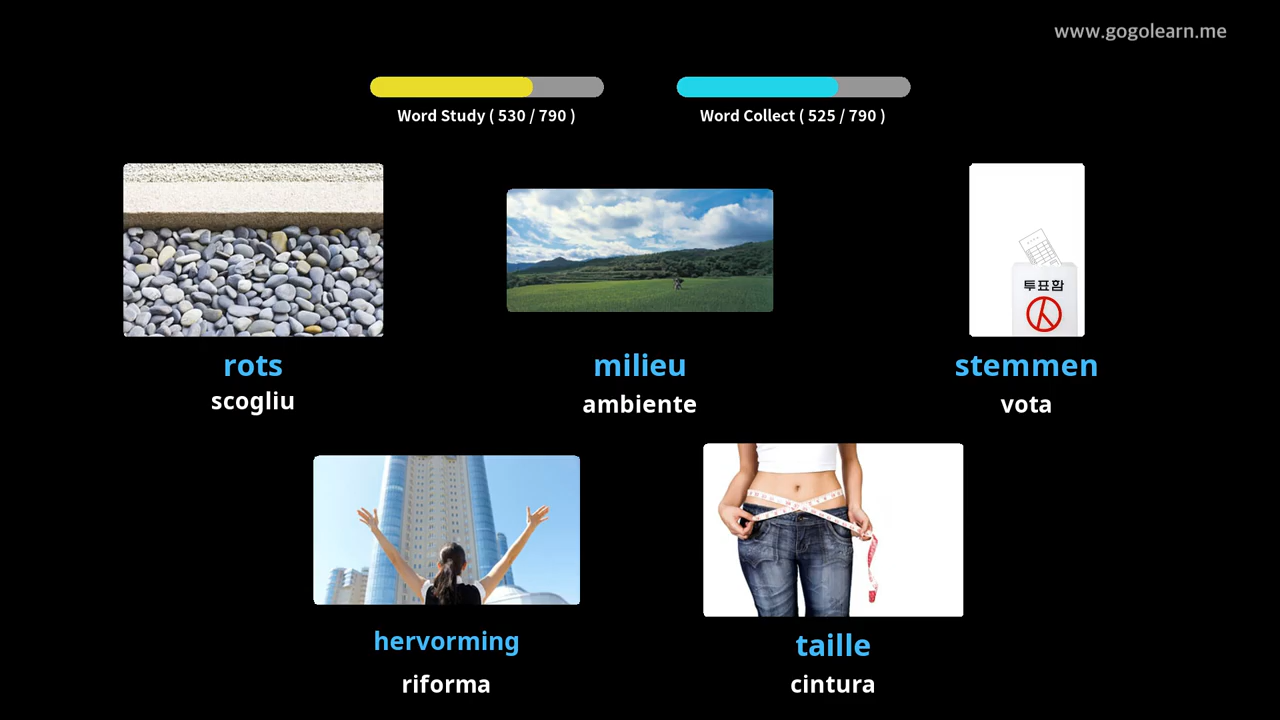 www.gogolearn.me
Word Study ( 530 / 790 )
Word Collect ( 525 / 790 )
rots
scogliu
milieu
ambiente
투표함
stemmen
vota
hervorming
riforma
taille
cintura